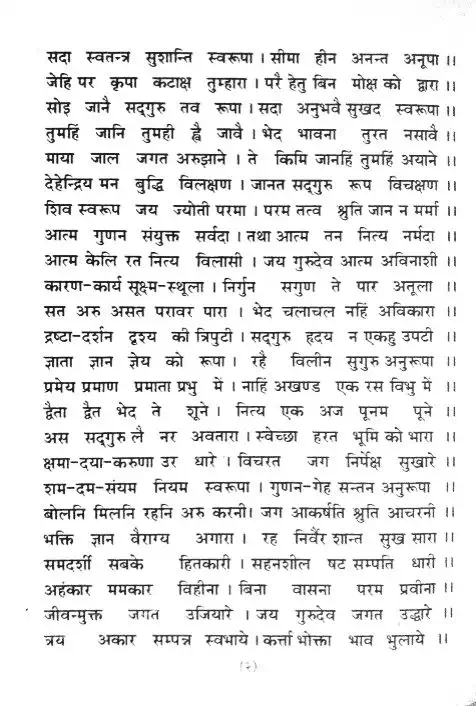 सदा स्वतन्त्र सुशान्ति स्वरूपा । सीमा हीन अनन्त अनूपा ।।
जेहि पर कृपा कटाक्ष तुम्हारा । परै हेतु बिन मोक्ष को द्वारा ।।
सोइ जानै सद्गुरु तव रूपा । सदा अनुभवै सुखद स्वरूपा ।।
तुमहिं जानि तुमही ह्वै जावै । भेद भावना तुरत नसावै ।।
माया जाल जगत अरुझाने । ते किमि जानहिं तुमहिं अयाने ।।
देहेन्द्रिय मन बुद्धि विलक्षण । जानत सद्गुरु रूप विचक्षण ।।
शिव स्वरूप जय ज्योती परमा । परम तत्व श्रुति जान न मर्मा ।।
आत्म गुणन संयुक्त सर्वदा । तथा आत्म तन नित्य नर्मदा ।।
आत्म केलि रत नित्य विलासी । जय गुरुदेव आत्म अविनाशी ।।
कारण-कार्य सूक्ष्म-स्थूला । निर्गुन सगुण ते पार अनूला ।।
सत अरु असत परावर पारा । भेद चलाचल नहिं अविकारा ।।
द्रष्टा-दर्शन दृश्य की त्रिपुटी । सद्गुरु हृदय न एकहु उपटी ।।
ज्ञाता ज्ञान ज्ञेय को रूपा । रहै विलीन सुगुरु अनुरूपा ।।
प्रमेय प्रमाण प्रमाता प्रभु में । नाहिं अखण्ड एक रस विभु में ।।
द्वैता द्वैत भेद ते शूने । नित्य एक अज पूनम पूने ।।
अस सद्गुरु लै नर अवतारा । स्वेच्छा हरत भूमि को भारा ।।
क्षमा-दया-करुणा उर धारे । विचरत जग निर्पेक्ष सुखारे ।।
शम-दम-संयम नियम स्वरूपा । गुणन-गेह सन्तन अनुरूपा ।।
बोलनि मिलनि रहनि अरु करनी। जग आकर्षति श्रुति आचरनी ।।
भक्ति ज्ञान वैराग्य अगारा । रह निर्वैर शान्त सुख सारा ।।
समदर्शी सबके हितकारी । सहनशील षट सम्पति धारी ।।
अहंकार ममकार विहीना । बिना वासना परम प्रवीना ।।
जीवन्मुक्त जगत उजियारे । जय गुरुदेव जगत उद्धारे ।।
त्रय अकार सम्पन्न स्वभाये । कर्त्ता भोक्ता भाव भुलाये ।।